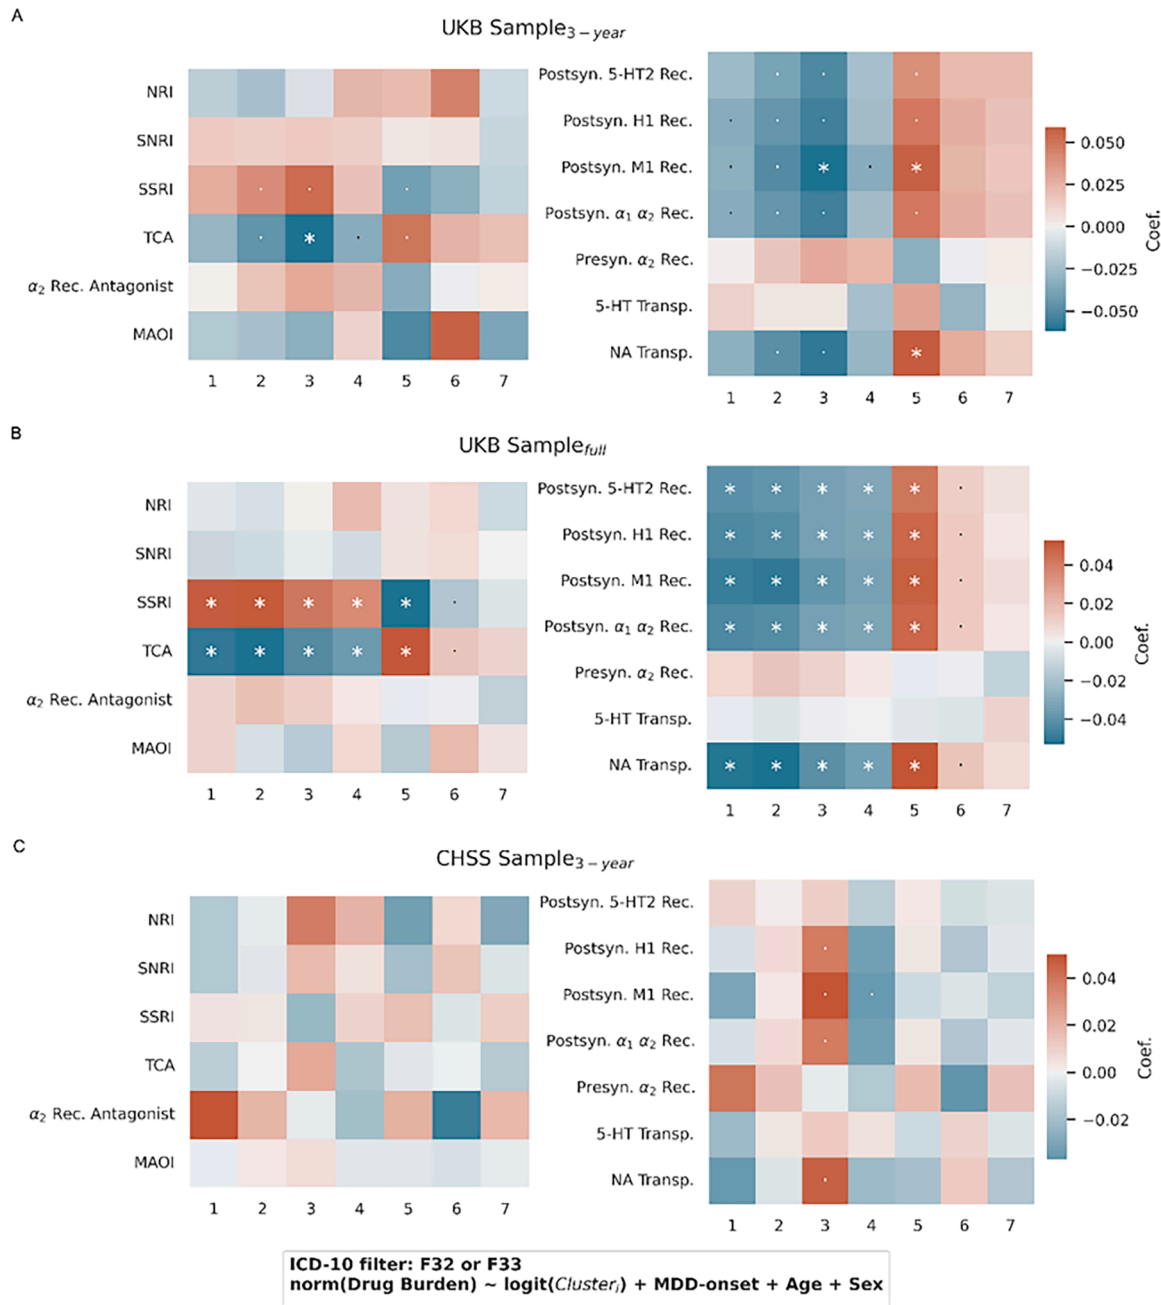 A
UKB Sample3−year
NRI
SNRI
SSRI
TCA
α2 Rec. Antagonist
MAOI
1 2 3 4 5 6 7
Postsyn. 5-HT2 Rec.
Postsyn. H1 Rec.
Postsyn. M1 Rec.
Postsyn. α1 α2 Rec.
Presyn. α2 Rec.
5-HT Transp.
NA Transp.
1 2 3 4 5 6 7
0.050
0.025
0.000
−0.025
−0.050
Coef.
B
UKB Samplefull
NRI
SNRI
SSRI
TCA
α2 Rec. Antagonist
MAOI
1 2 3 4 5 6 7
Postsyn. 5-HT2 Rec.
Postsyn. H1 Rec.
Postsyn. M1 Rec.
Postsyn. α1 α2 Rec.
Presyn. α2 Rec.
5-HT Transp.
NA Transp.
1 2 3 4 5 6 7
0.04
0.02
0.00
−0.02
−0.04
Coef.
C
CHSS Sample3−year
NRI
SNRI
SSRI
TCA
α2 Rec. Antagonist
MAOI
1 2 3 4 5 6 7
Postsyn. 5-HT2 Rec.
Postsyn. H1 Rec.
Postsyn. M1 Rec.
Postsyn. α1 α2 Rec.
Presyn. α2 Rec.
5-HT Transp.
NA Transp.
1 2 3 4 5 6 7
0.04
0.02
0.00
−0.02
Coef.
ICD-10 filter: F32 or F33
norm(Drug Burden) ~ logit(Clusteri) + MDD-onset + Age + Sex